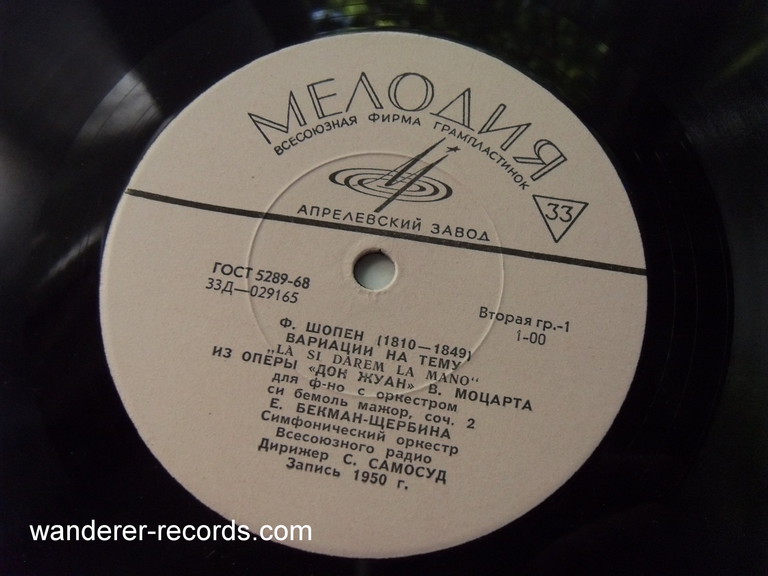 МЕЛОДИЯ
ВСЕСОЮЗНАЯ ФИРМА ГРАМПЛАСТИНОК
33
АПРЕЛЕВСКИЙ ЗАВОД
ГОСТ 5289-68
33Д—029165
Вторая гр.-1
1-00
Ф. ШОПЕН (1810—1849)
ВАРИАЦИИ НА ТЕМУ
„LA SI DAREM LA MANO“
ИЗ ОПЕРЫ «ДОН ЖУАН» В. МОЦАРТА
для ф-но с оркестром
си бемоль мажор, соч. 2
Е. БЕКМАН-ЩЕРБИНА
Симфонический оркестр
Всесоюзного радио
Дирижер С. САМОСУД
Запись 1950 г.
wanderer-records.com